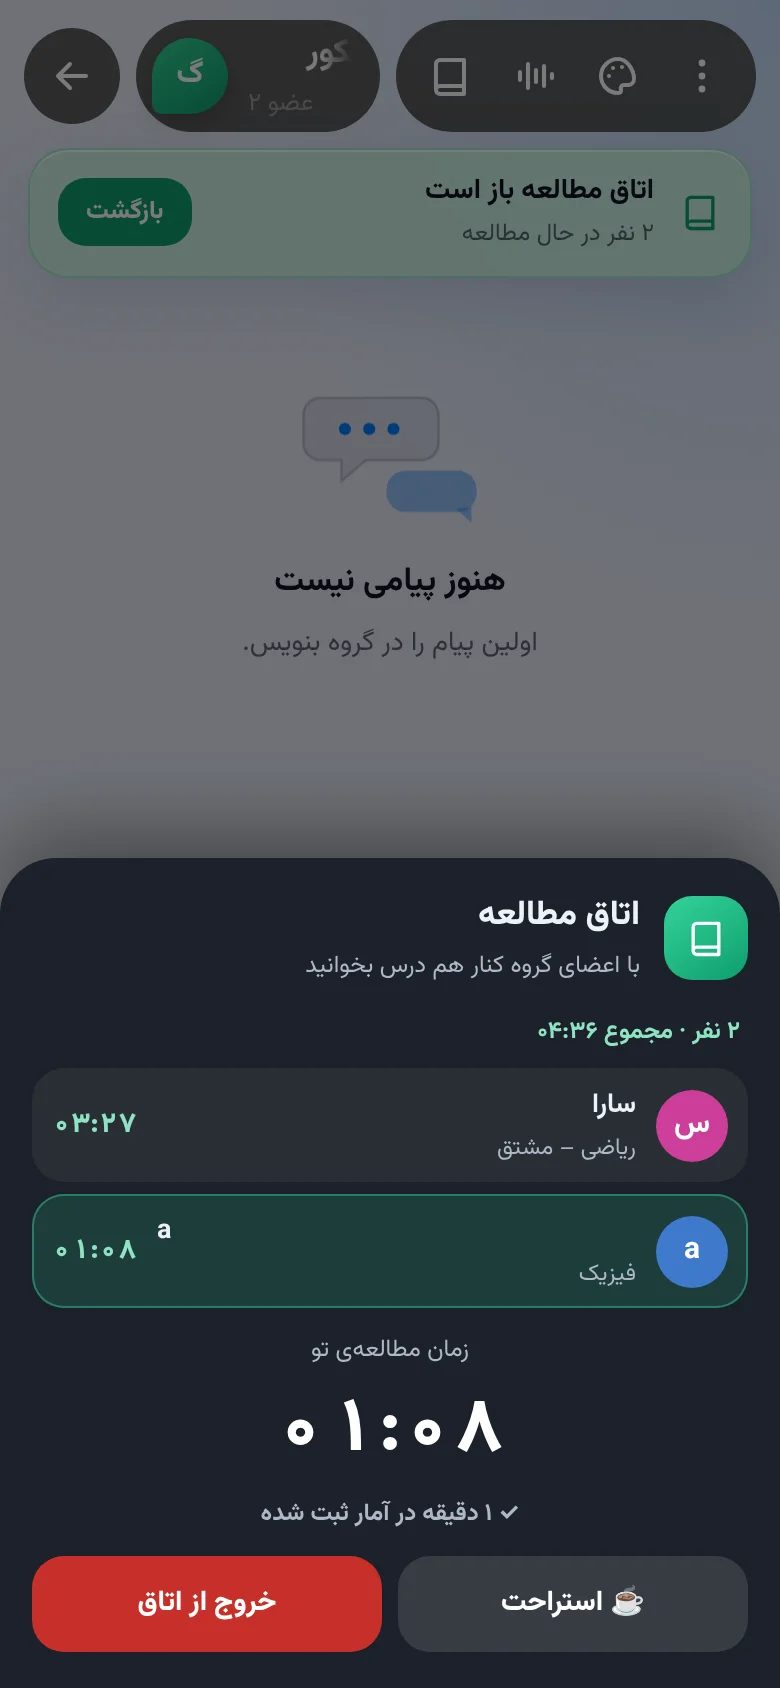 گ
۲ عضو
اتاق مطالعه باز است
۲ نفر در حال مطالعه
بازگشت
هنوز پیامی نیست
اولین پیام را در گروه بنویس.
اتاق مطالعه
با اعضای گروه کنار هم درس بخوانید
۲ نفر · مجموع ۰۴:۳۶
س
سارا
ریاضی – مشتق
۰۳:۲۷
a
a
فیزیک
۰۱:۰۸
زمان مطالعه‌ی تو
۰۱:۰۸
✓ ۱ دقیقه در آمار ثبت شده
☕ استراحت
خروج از اتاق